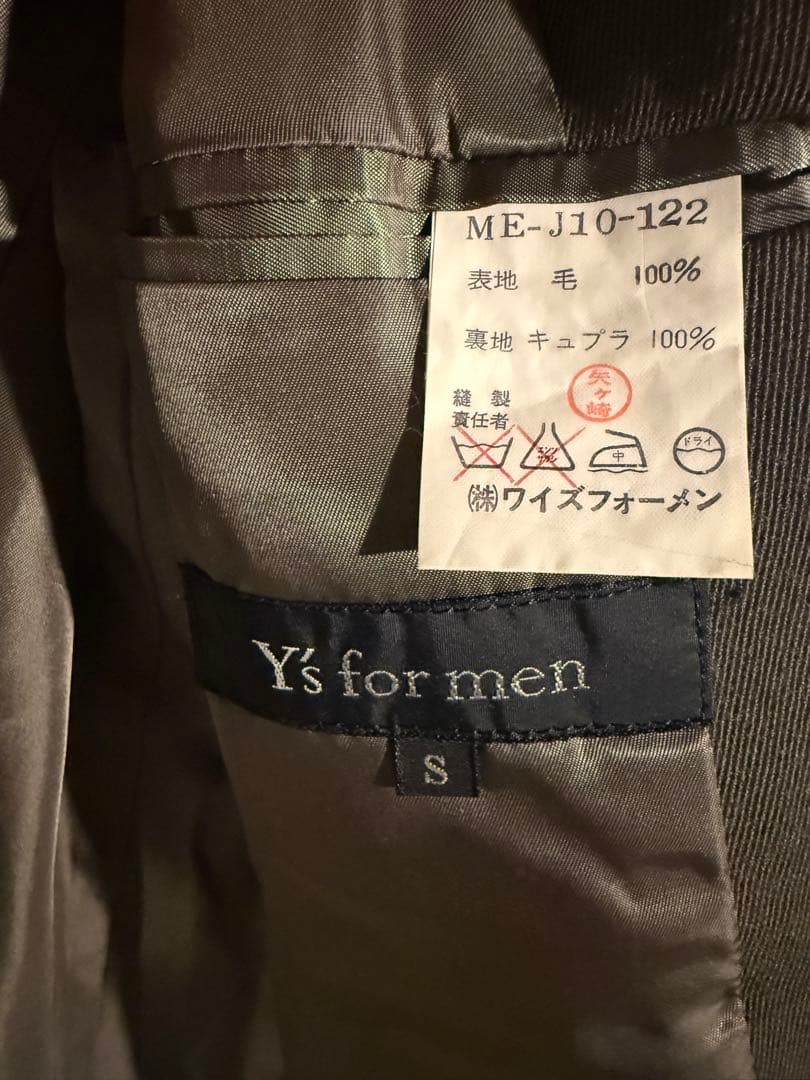 ME-J10-122
表地 毛 100%
裏地 キュプラ 100%
矢ヶ崎
縫製
責任者
中
ドライ
㈱ワイズフォーメン
Y's for men
S